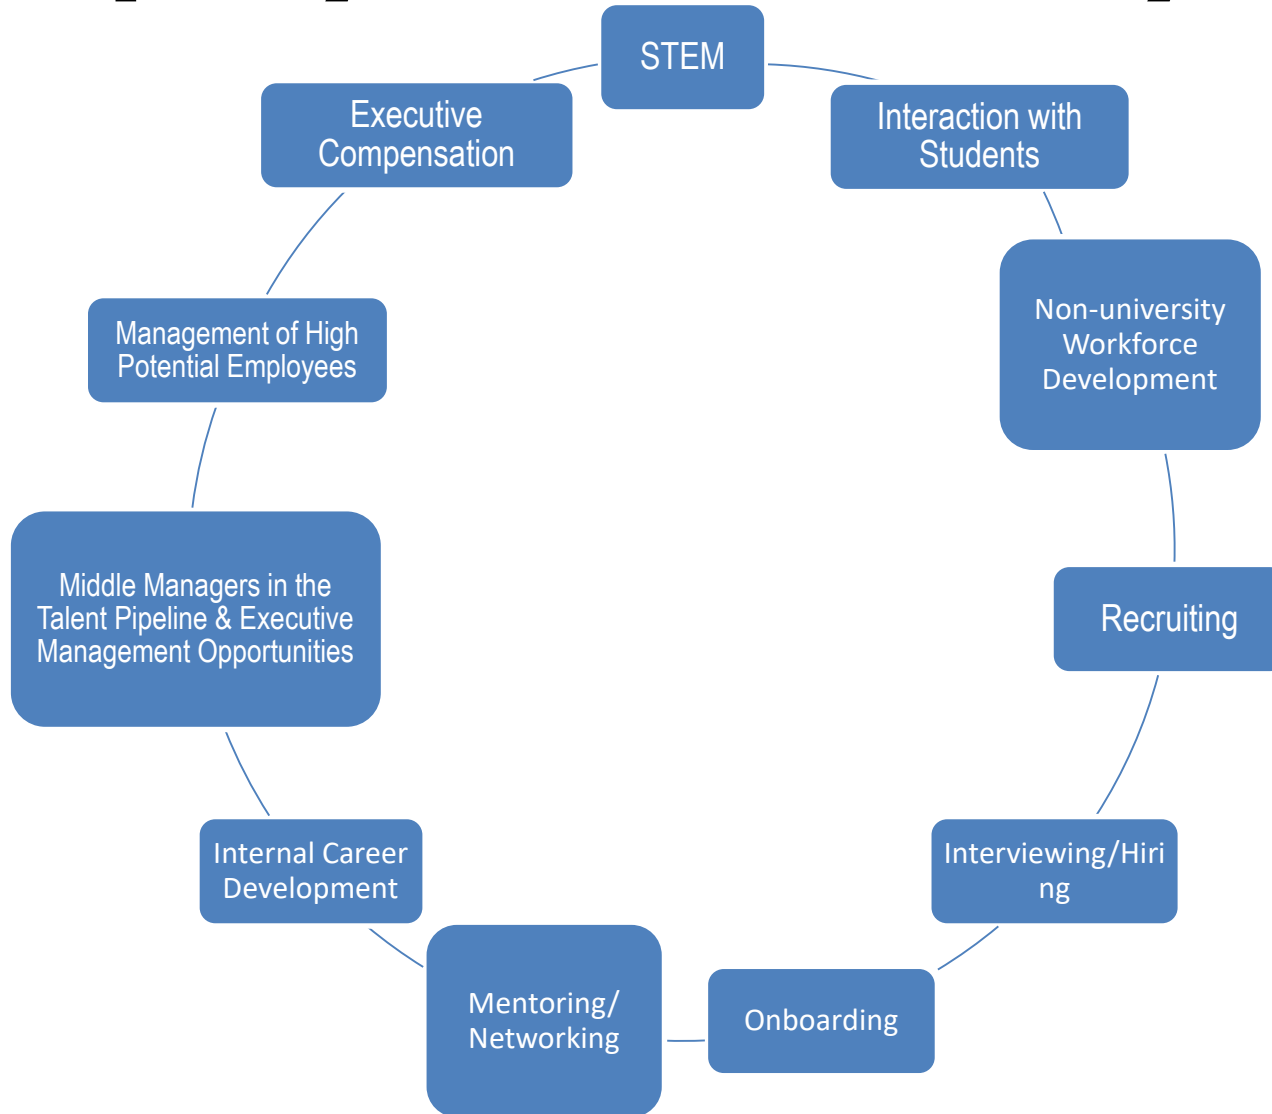 STEM
Interaction with
Students
Non-university
Workforce
Development
Recruiting
Interviewing/Hiri
ng
Onboarding
Mentoring/
Networking
Internal Career
Development
Middle Managers in the
Talent Pipeline & Executive
Management Opportunities
Management of High
Potential Employees
Executive
Compensation